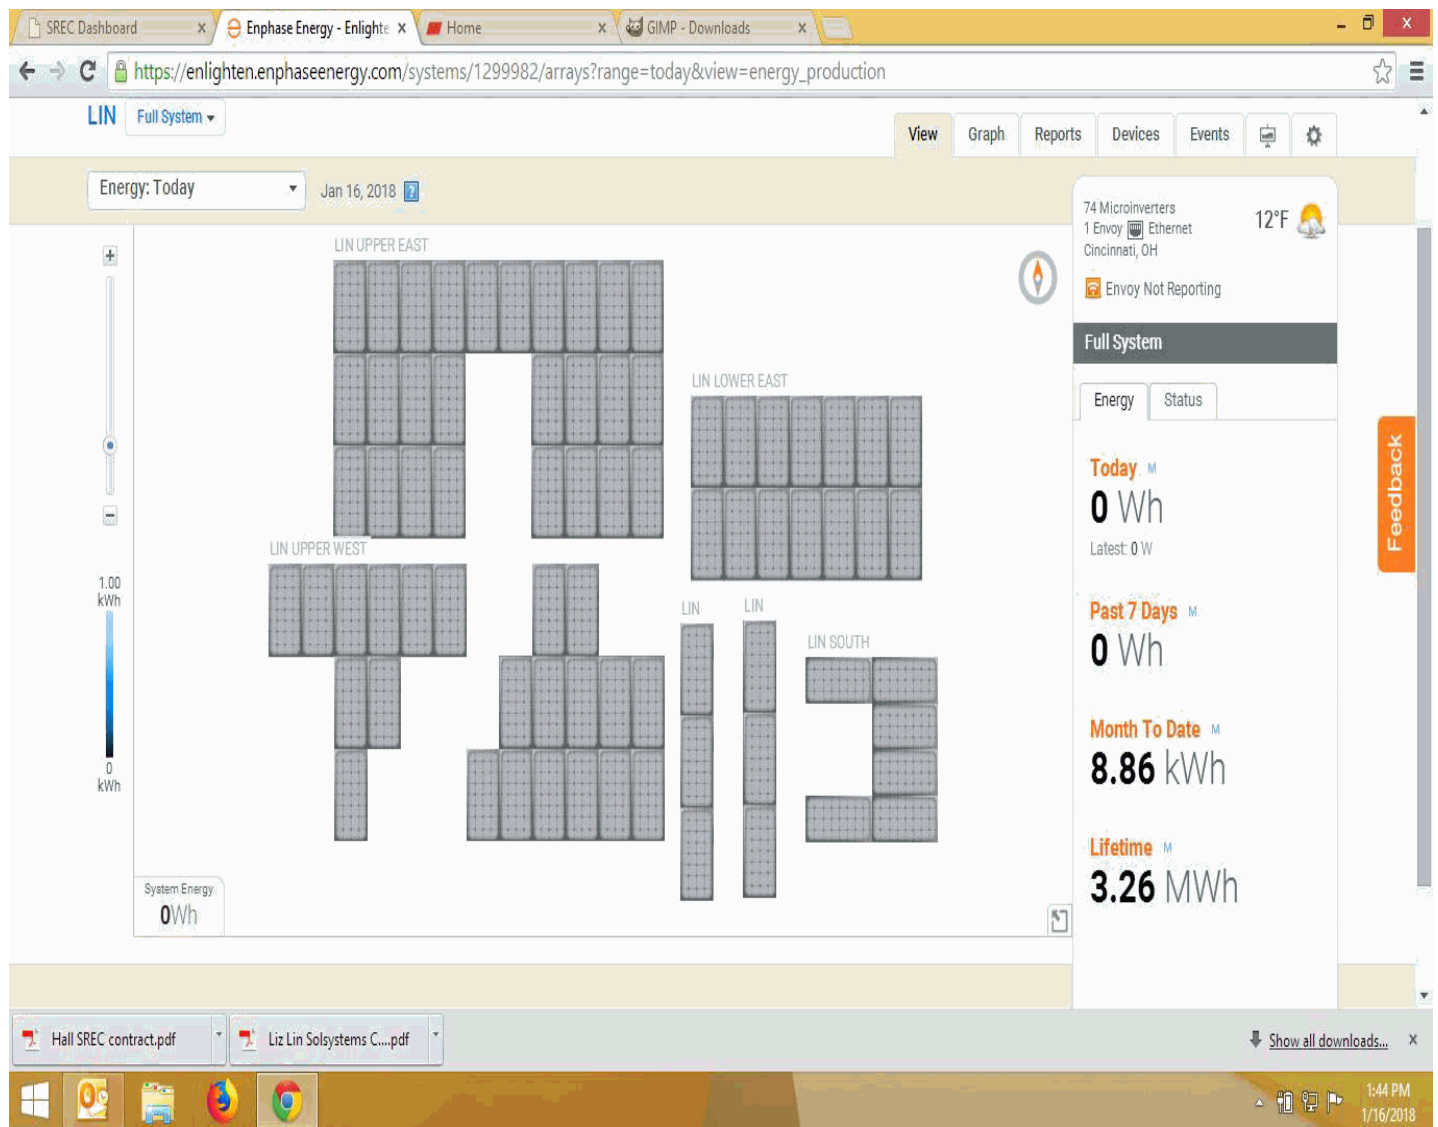 SREC Dashboard
Enphase Energy - Enlighte
Home
GIMP - Downloads
https://enlighten.enphaseenergy.com/systems/1299982/arrays?range=today&view=energy_production
LIN
Full System
View
Graph
Reports
Devices
Events
Energy: Today
Jan 16, 2018
?
74 Microinverters
1 Envoy Ethernet
Cincinnati, OH
12°F
Envoy Not Reporting
Full System
Energy
Status
Today M
0 Wh
Latest: 0 W
Past 7 Days M
0 Wh
Month To Date M
8.86 kWh
Lifetime M
3.26 MWh
Feedback
LIN UPPER EAST
LIN LOWER EAST
LIN UPPER WEST
LIN
LIN
LIN SOUTH
1.00
kWh
0
kWh
System Energy
0Wh
Hall SREC contract.pdf
Liz Lin Solsystems C....pdf
Show all downloads...
1:44 PM
1/16/2018